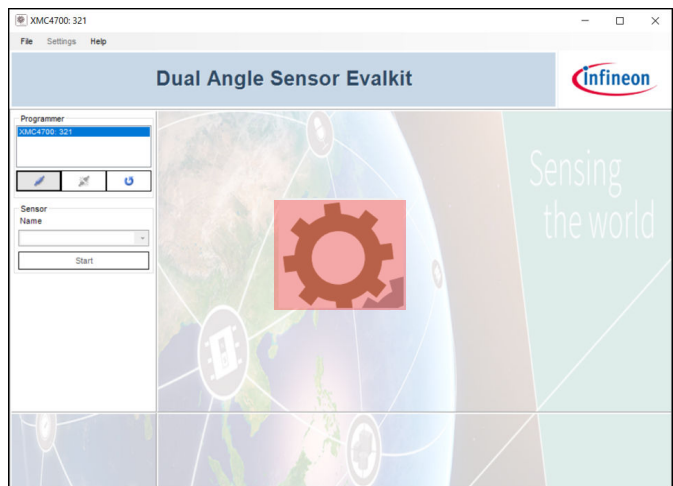 XMC4700: 321
File Settings Help
Dual Angle Sensor Evalkit
infineon
Programmer
XMC4700: 321
Sensor
Name
Start
Sensing
the world